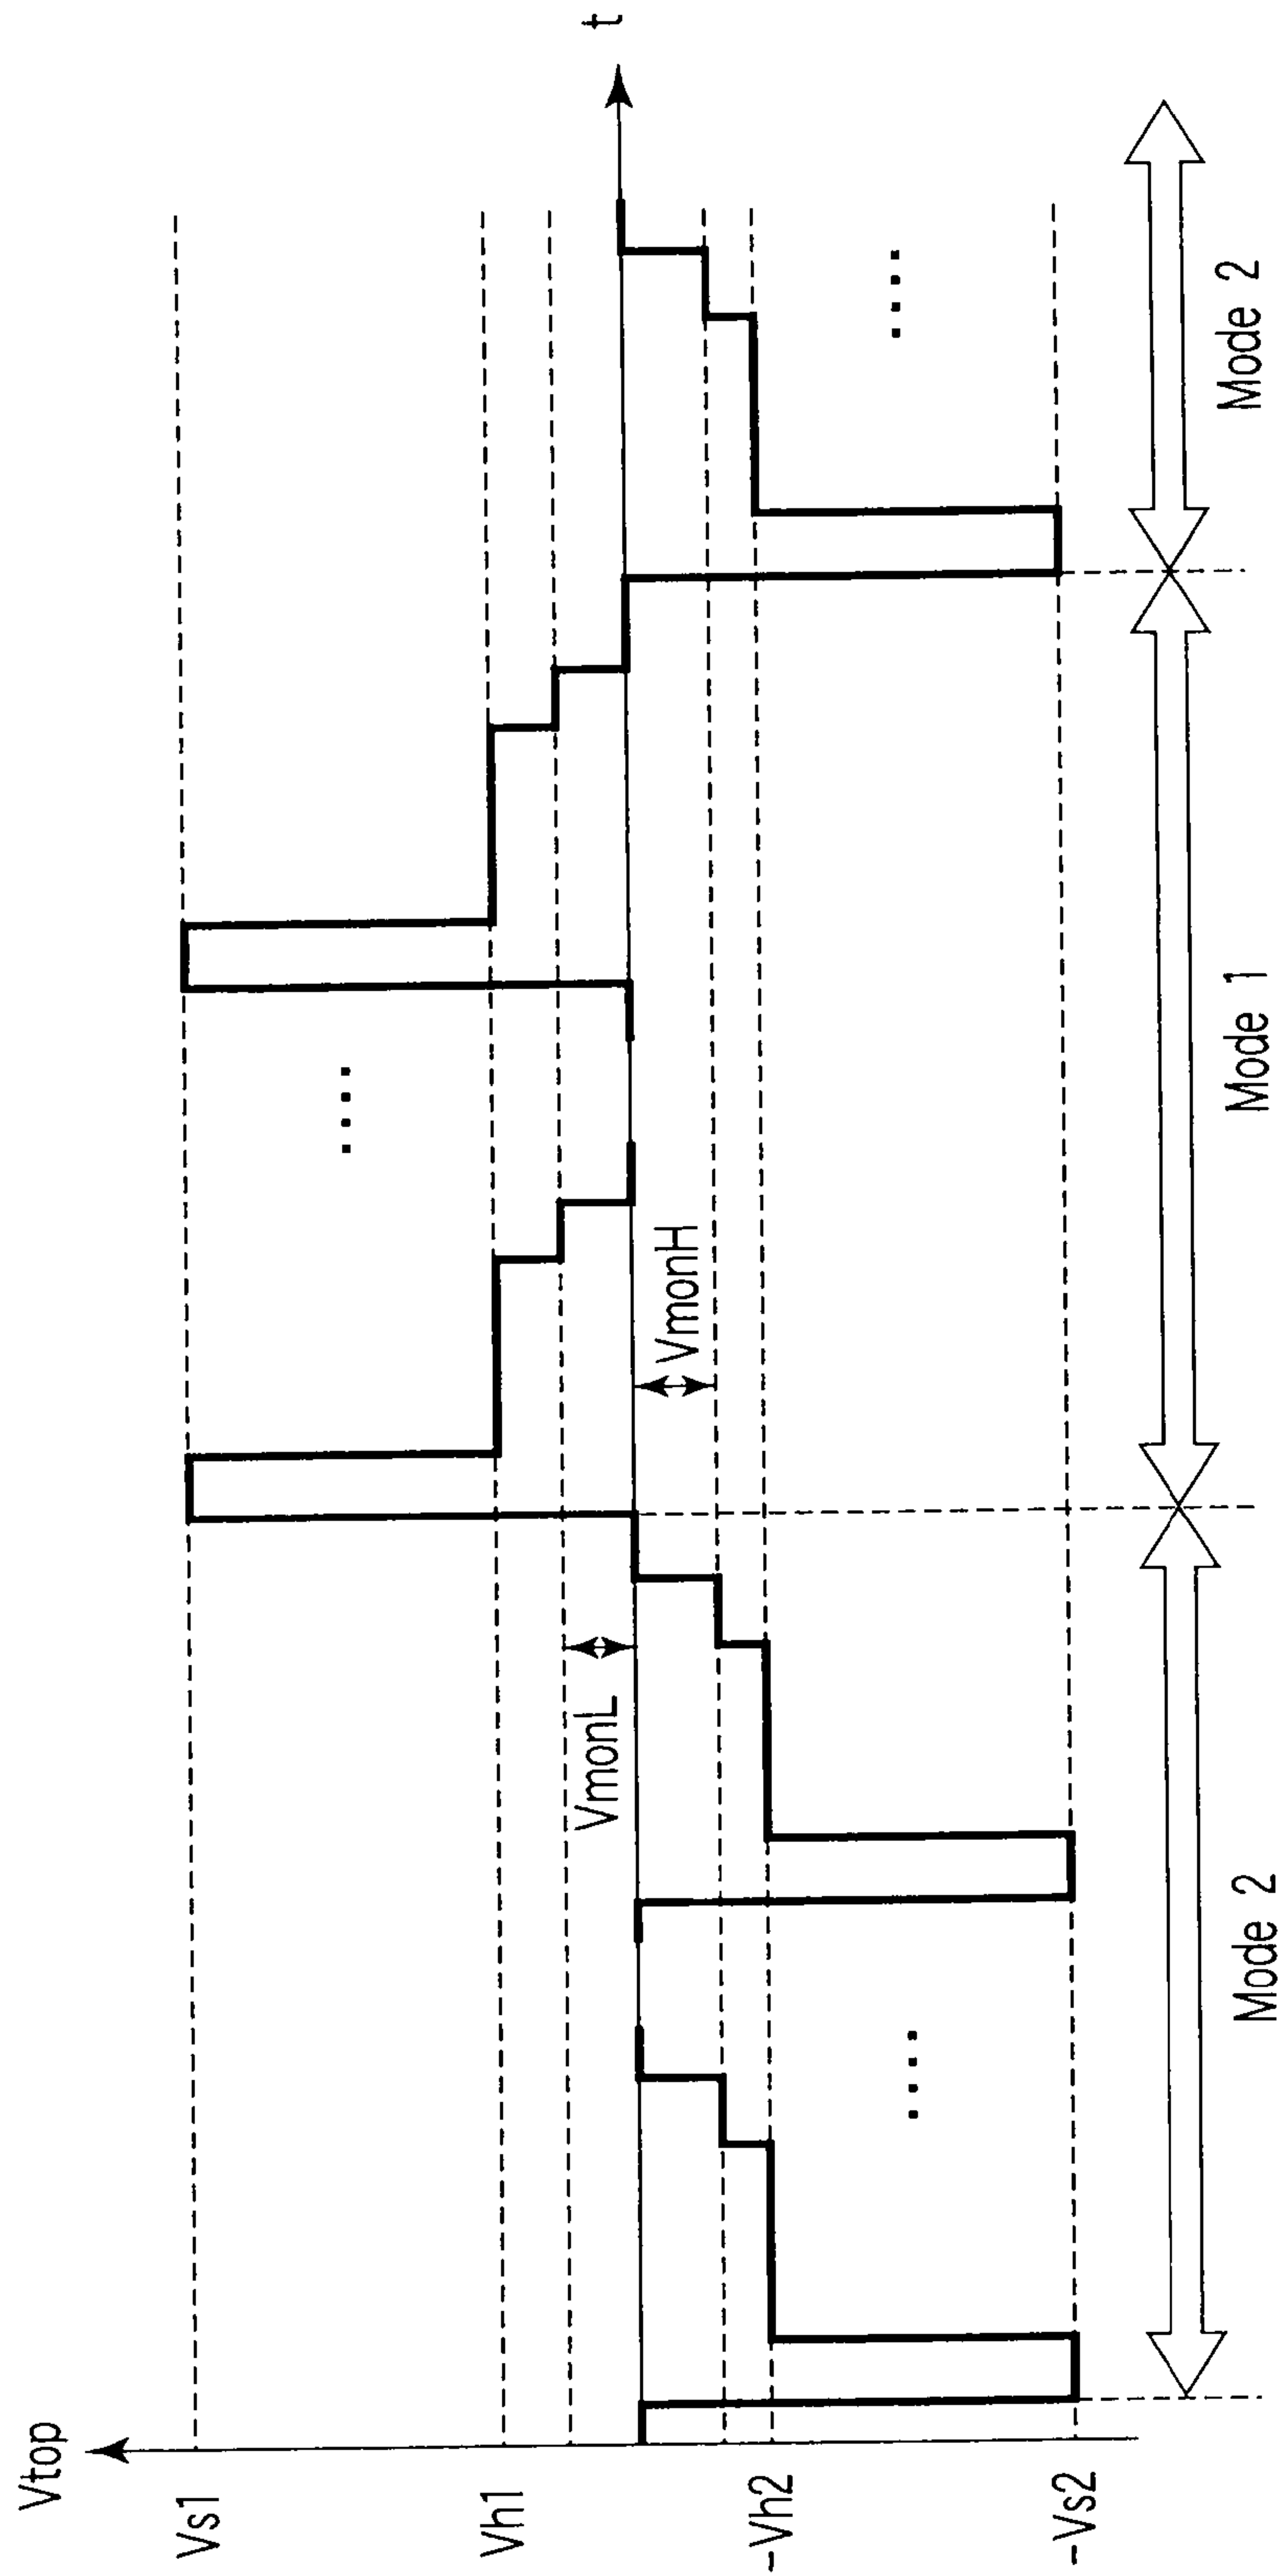 Vtop
Vs1
Vh1
-Vh2
-Vs2
VmonL
VmonH
t
Mode 2
Mode 1
Mode 2